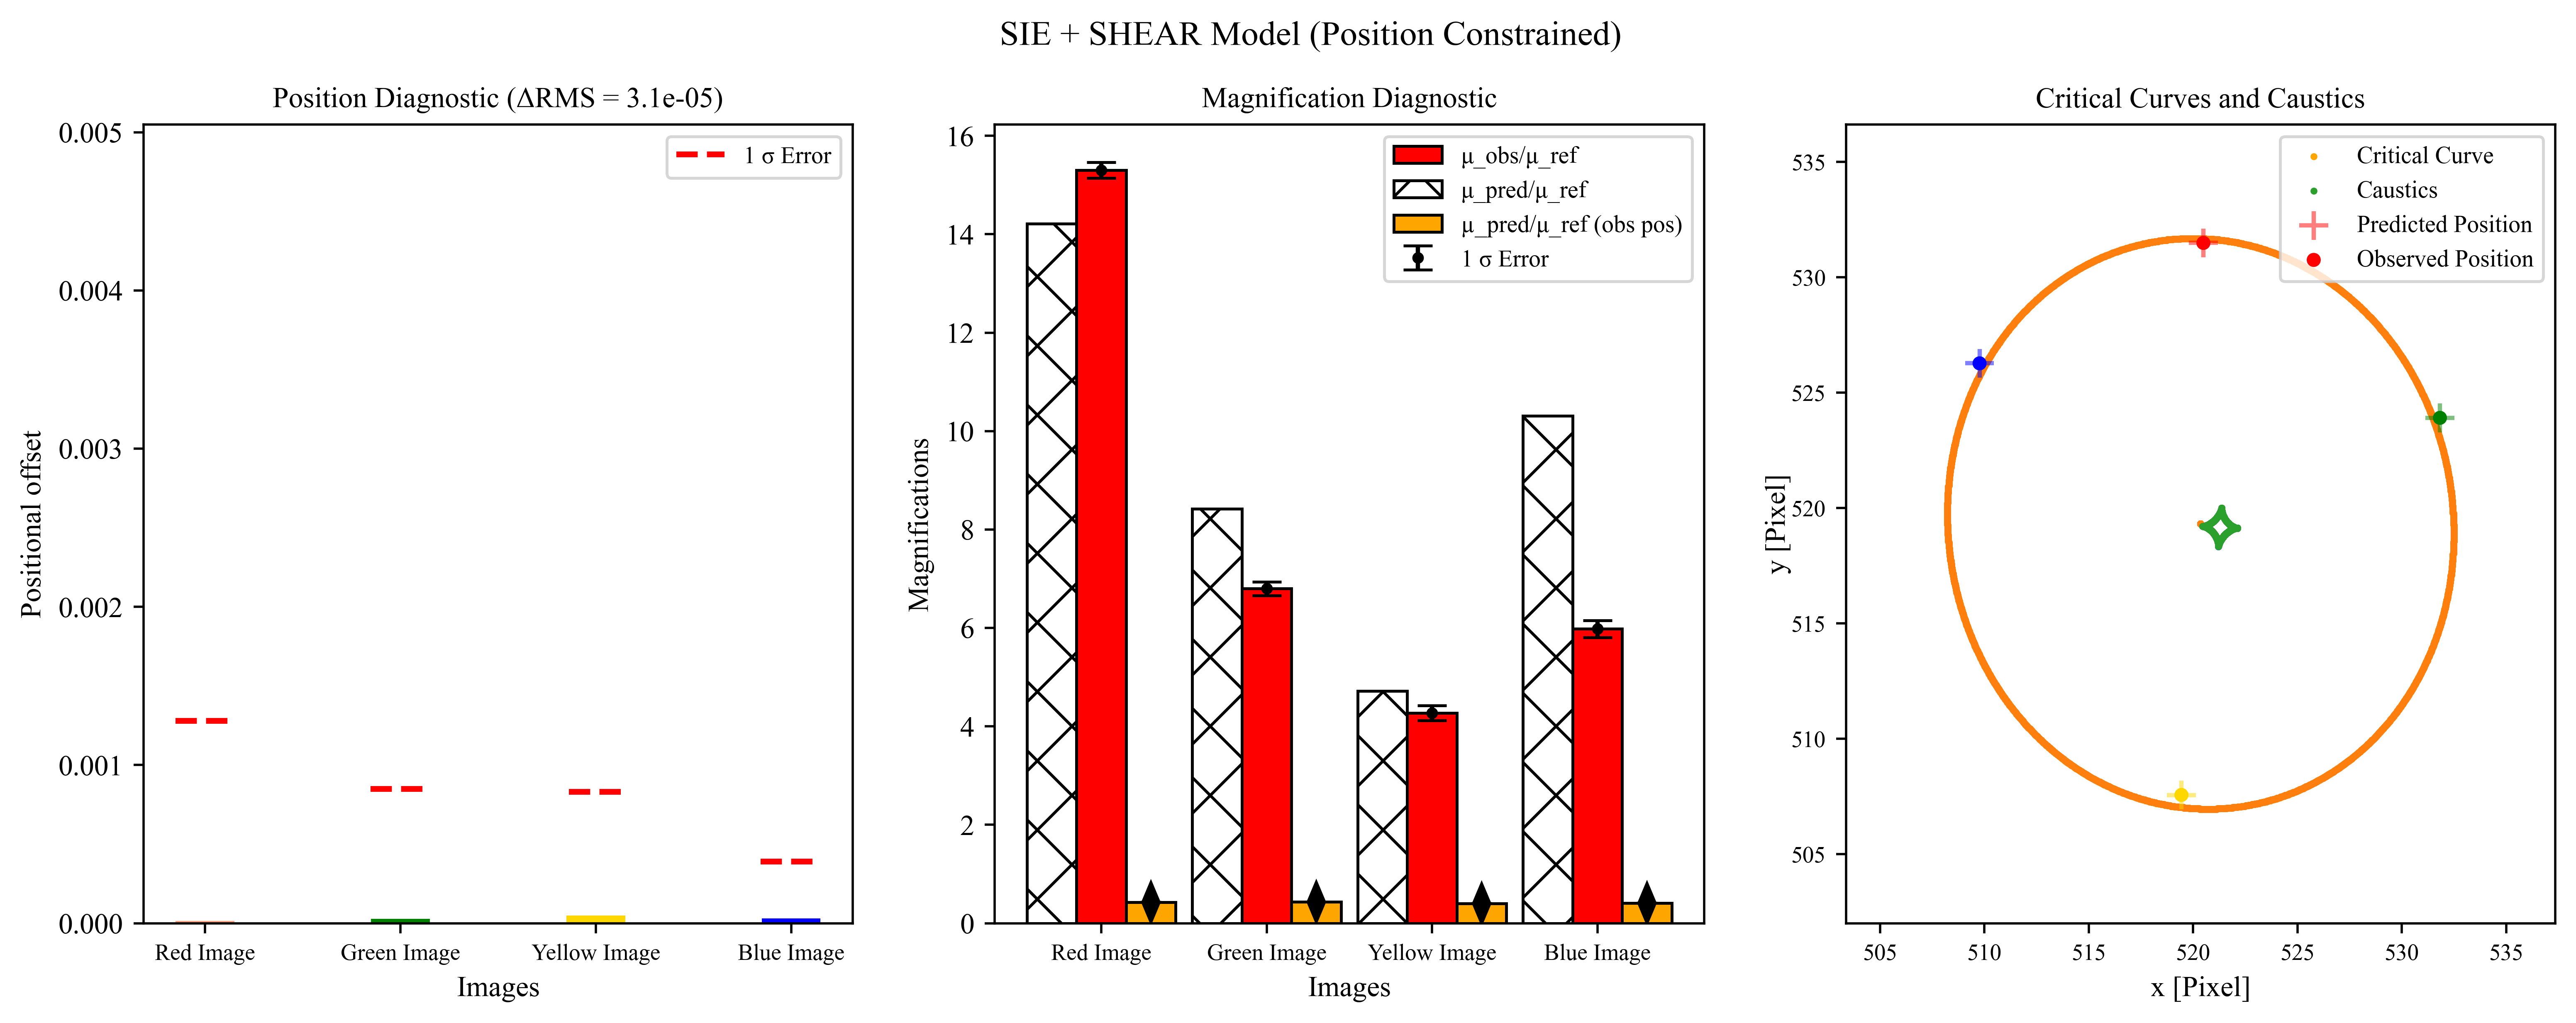 SIE + SHEAR Model (Position Constrained)
Position Diagnostic (ΔRMS = 3.1e-05)
0.005
0.004
0.003
0.002
0.001
0.000
Positional offset
1 σ Error
Red Image
Green Image
Yellow Image
Blue Image
Images
Magnification Diagnostic
16
14
12
10
8
6
4
2
0
Magnifications
μ_obs/μ_ref
μ_pred/μ_ref
μ_pred/μ_ref (obs pos)
1 σ Error
Red Image
Green Image
Yellow Image
Blue Image
Images
Critical Curves and Caustics
535
530
525
520
515
510
505
y [Pixel]
Critical Curve
Caustics
Predicted Position
Observed Position
505
510
515
520
525
530
535
x [Pixel]